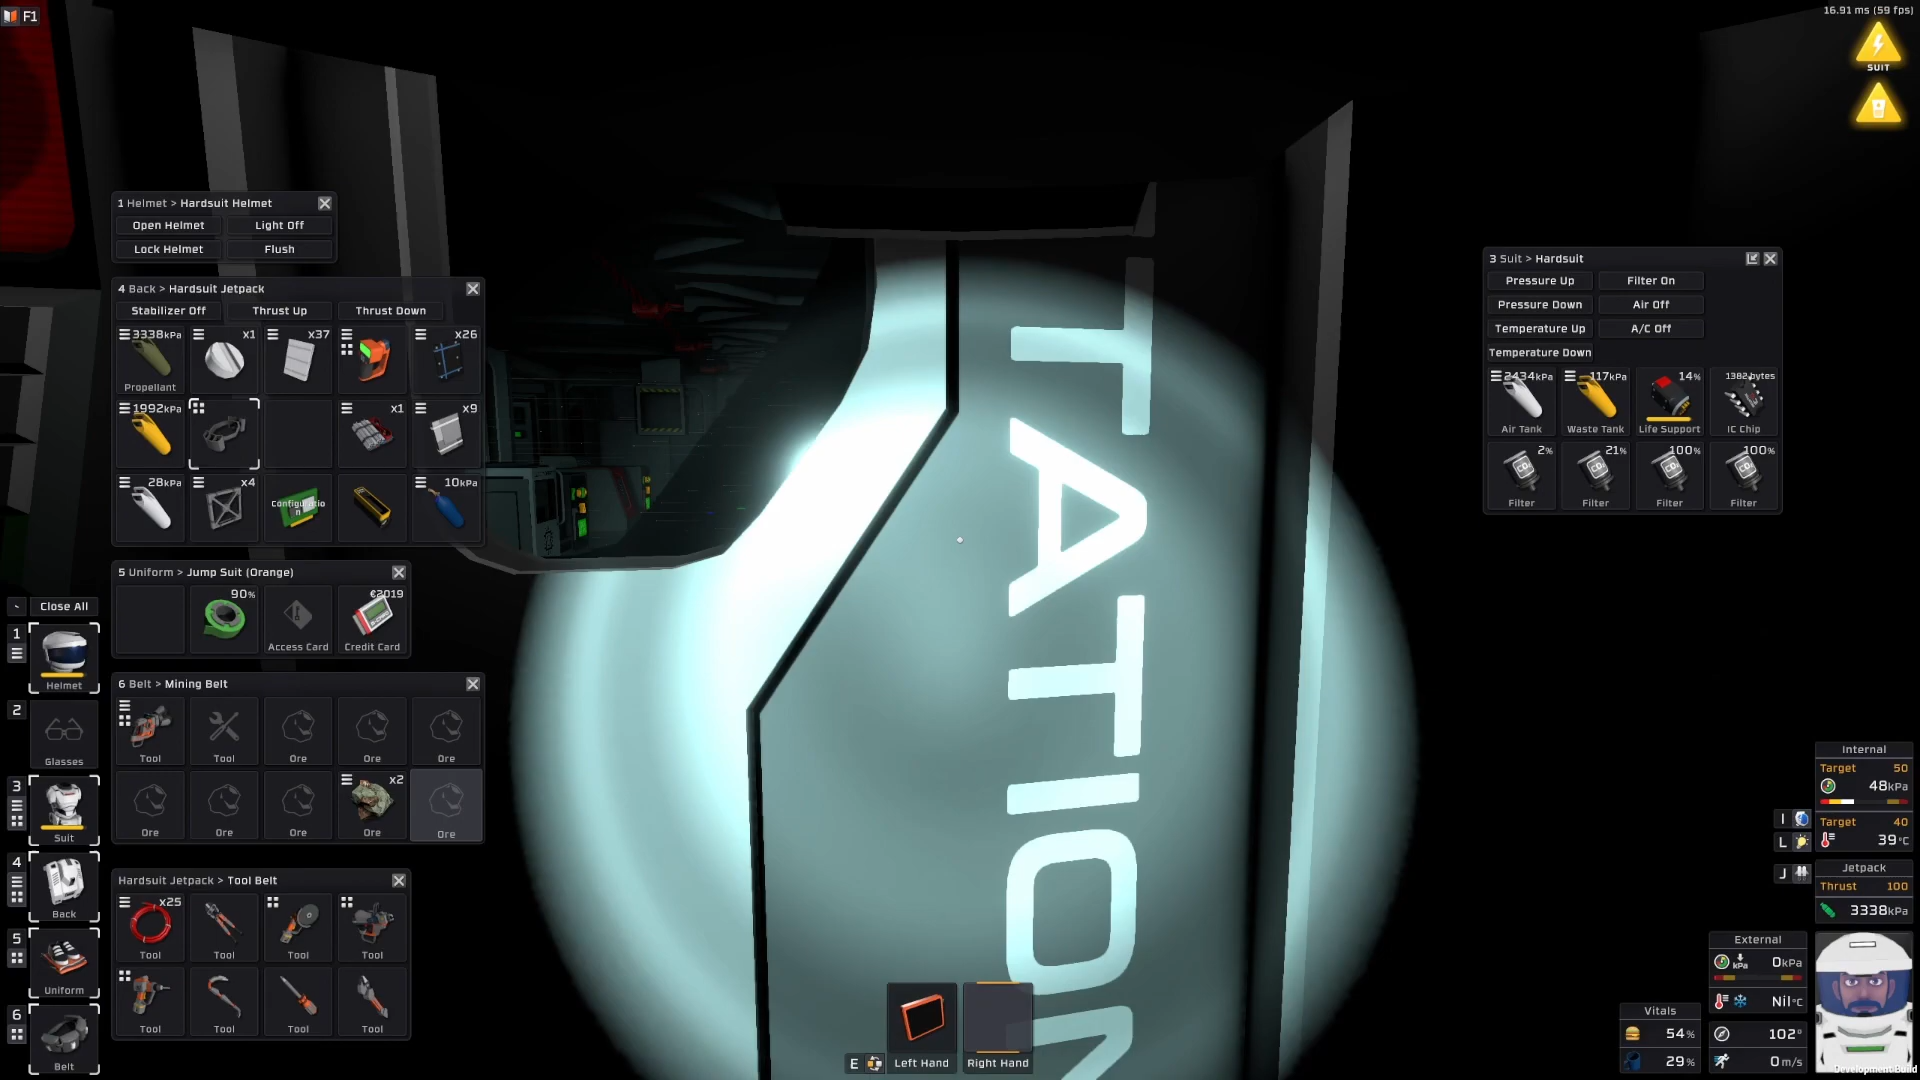 F1
16.91 ms (59 fps)
SUIT
1 Helmet > Hardsuit Helmet
Open Helmet
Light Off
Lock Helmet
Flush
4 Back > Hardsuit Jetpack
Stabilizer Off
Thrust Up
Thrust Down
3338kPa
x1
x37
x26
Propellant
1992kPa
x1
x9
28kPa
x4
Configuration
10kPa
5 Uniform > Jump Suit (Orange)
90%
€2019
Access Card
Credit Card
6 Belt > Mining Belt
Tool
Tool
Ore
Ore
Ore
x2
Ore
Ore
Ore
Ore
Ore
Hardsuit Jetpack > Tool Belt
x25
Tool
Tool
Tool
Tool
Tool
Tool
Tool
Tool
Close All
1
Helmet
2
Glasses
3
Suit
4
Back
5
Uniform
6
Belt
TATION
E
Left Hand
Right Hand
3 Suit > Hardsuit
Pressure Up
Filter On
Pressure Down
Air Off
Temperature Up
A/C Off
Temperature Down
2434kPa
117kPa
14%
1382bytes
Air Tank
Waste Tank
Life Support
IC Chip
2%
21%
100%
100%
Filter
Filter
Filter
Filter
Internal
Target 50
48kPa
Target 40
39°C
I
L
J
Jetpack
Thrust 100
3338kPa
External
kPa
0kPa
Nil°C
102°
0m/s
Vitals
54%
29%
Development Build